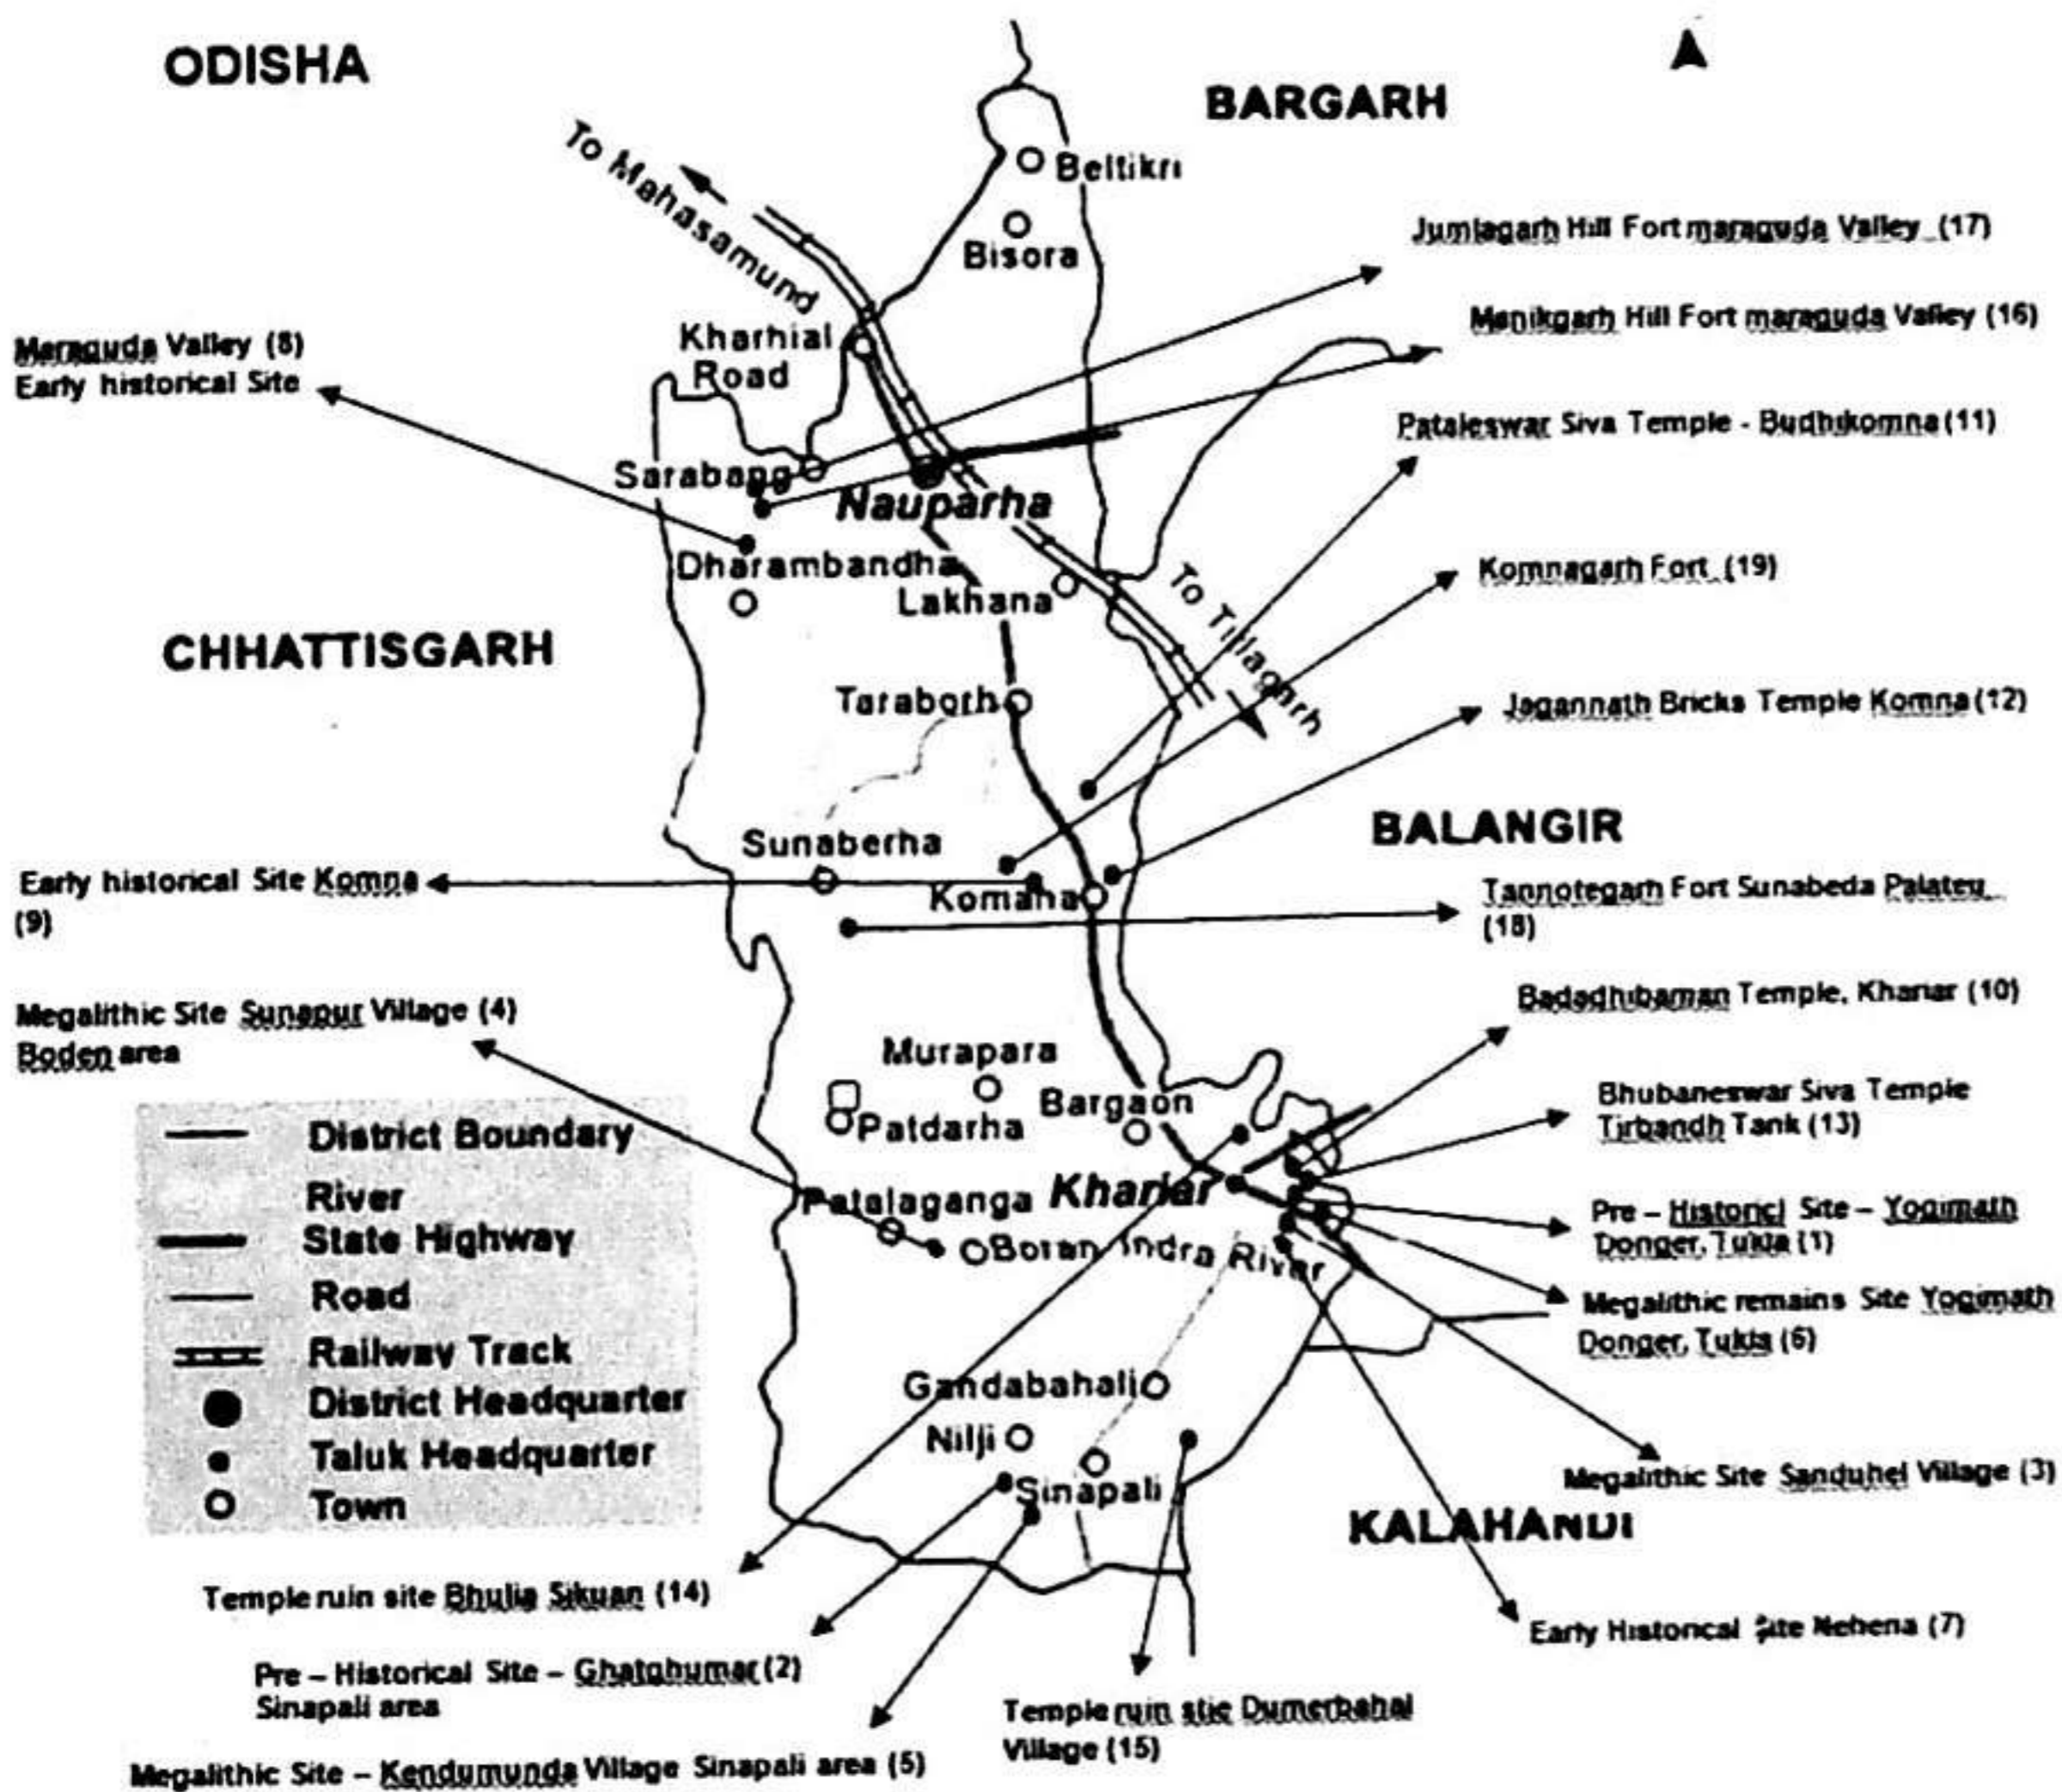 ODISHA
BARGARH
To Mahasamund
Beltikri
Bisora
Jumlagarh Hill Fort maraguda Valley (17)
Manikgarh Hill Fort maraguda Valley (16)
Kharhial
Road
Maraguda Valley (8)
Early historical Site
Pataleswar Siva Temple - Budhikomna (11)
Sarabang
Nauparha
Dharambandha
Lakhana
Komnagarh Fort (19)
To Titlagarh
CHHATTISGARH
Taraboth
Jagannath Bricks Temple Komna (12)
BALANGIR
Sunaberha
Early historical Site Komna
(9)
Komana
Tannotegarh Fort Sunabeda Palateu
(18)
Badadhibaman Temple, Khariar (10)
Megalithic Site Sunapur Village (4)
Boden area
Murapara
Patdarha
Bargaon
Bhubaneswar Siva Temple
Tirbandh Tank (13)
District Boundary
River
State Highway
Road
Railway Track
District Headquarter
Taluk Headquarter
Town
Patalaganga
Khariar
Boran
Indra River
Pre – Historicl Site – Yogimath
Donger, Tukla (1)
Megalithic remains Site Yogimath
Donger, Tukla (6)
Gandabahali
Nilji
Sinapali
Megalithic Site Sanduhel Village (3)
KALAHANDI
Temple ruin site Bhulia Sikuan (14)
Early Historical Site Nehena (7)
Pre – Historical Site – Ghatghumar (2)
Sinapali area
Temple ruin stie Dumerbahal
Village (15)
Megalithic Site – Kendumunda Village Sinapali area (5)